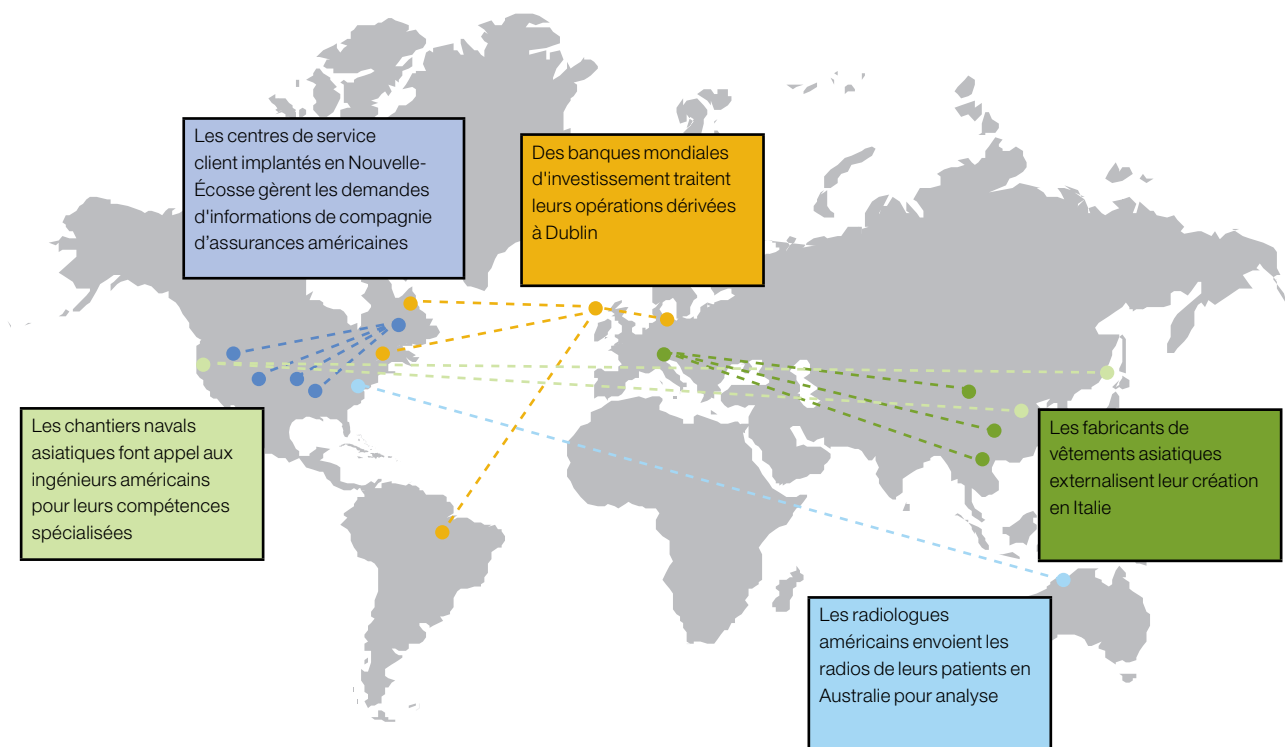 Les centres de service
client implantés en Nouvelle-
Écosse gèrent les demandes
d'informations de compagnie
d'assurances américaines
Des banques mondiales
d'investissement traitent
leurs opérations dérivées
à Dublin
Les chantiers navals
asiatiques font appel aux
ingénieurs américains
pour leurs compétences
spécialisées
Les fabricants de
vêtements asiatiques
externalisent leur création
en Italie
Les radiologues
américains envoient les
radios de leurs patients en
Australie pour analyse